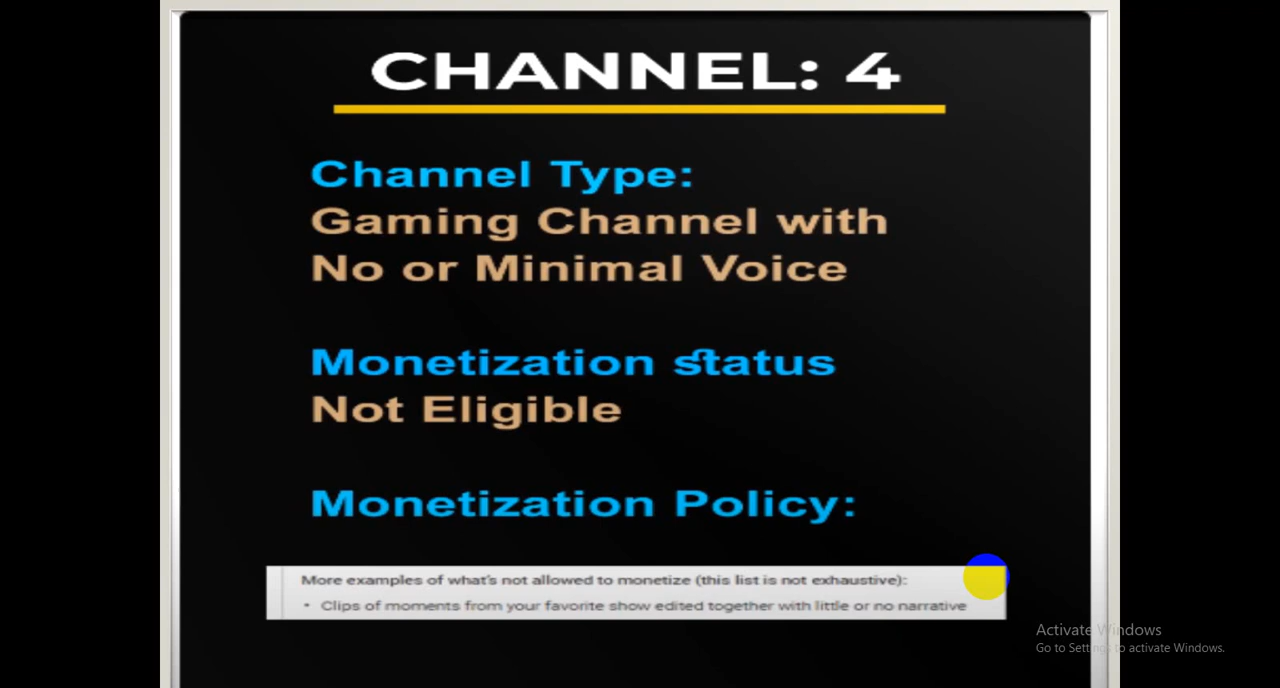 CHANNEL: 4
Channel Type:
Gaming Channel with
No or Minimal Voice
Monetization status
Not Eligible
Monetization Policy:
More examples of what's not allowed to monetize (this list is not exhaustive):
• Clips of moments from your favorite show edited together with little or no narrative
Activate Windows
Go to Settings to activate Windows.